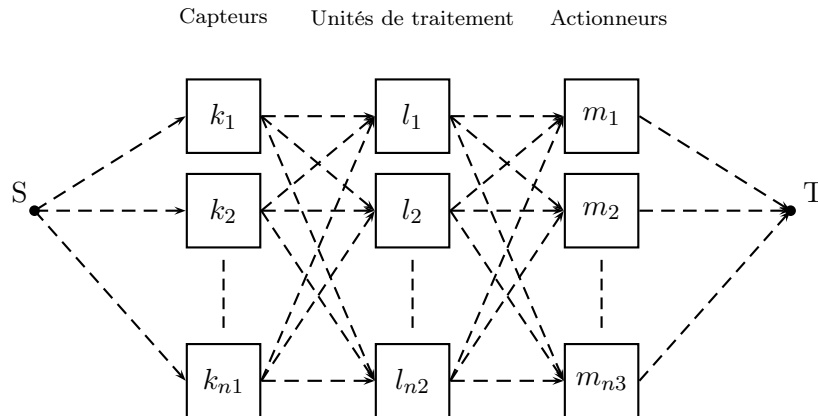 Capteurs Unités de traitement Actionneurs
k1 l1 m1
S T
k2 l2 m2
kn1 ln2 mn3